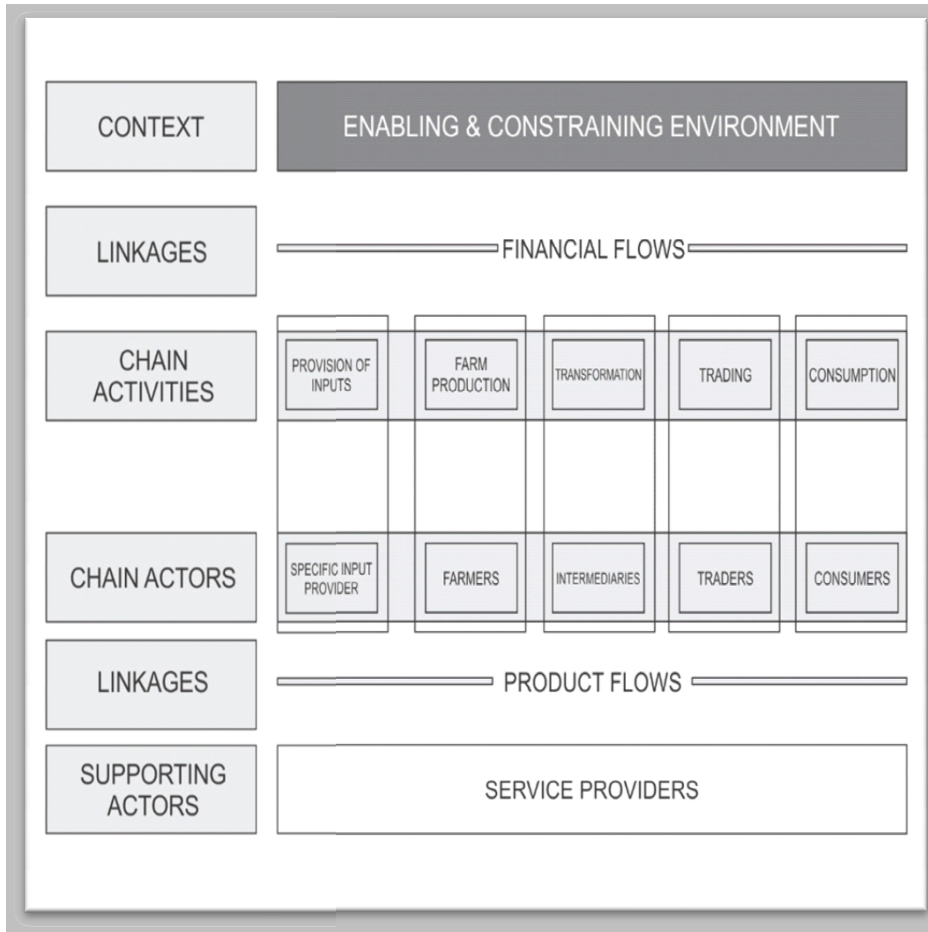 CONTEXT
ENABLING & CONSTRAINING ENVIRONMENT
LINKAGES
FINANCIAL FLOWS
CHAIN
ACTIVITIES
PROVISION OF
INPUTS
FARM
PRODUCTION
TRANSFORMATION
TRADING
CONSUMPTION
CHAIN ACTORS
SPECIFIC INPUT
PROVIDER
FARMERS
INTERMEDIARIES
TRADERS
CONSUMERS
LINKAGES
PRODUCT FLOWS
SUPPORTING
ACTORS
SERVICE PROVIDERS